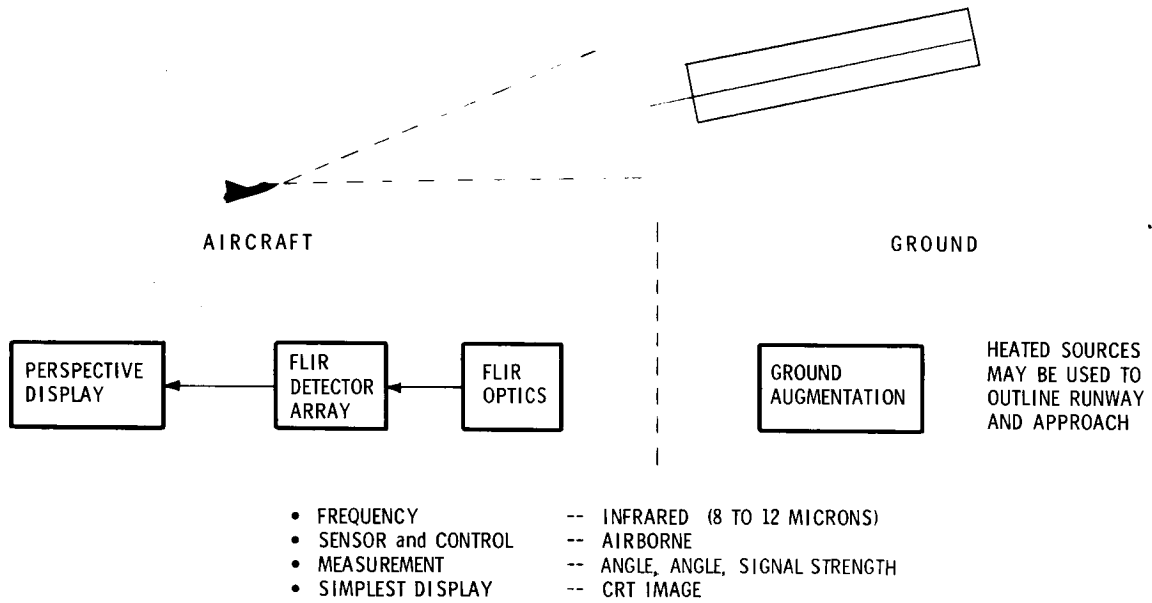 AIRCRAFT
GROUND
PERSPECTIVE
DISPLAY
FLIR
DETECTOR
ARRAY
FLIR
OPTICS
GROUND
AUGMENTATION
HEATED SOURCES
MAY BE USED TO
OUTLINE RUNWAY
AND APPROACH
• FREQUENCY -- INFRARED (8 TO 12 MICRONS)
• SENSOR and CONTROL -- AIRBORNE
• MEASUREMENT -- ANGLE, ANGLE, SIGNAL STRENGTH
• SIMPLEST DISPLAY -- CRT IMAGE